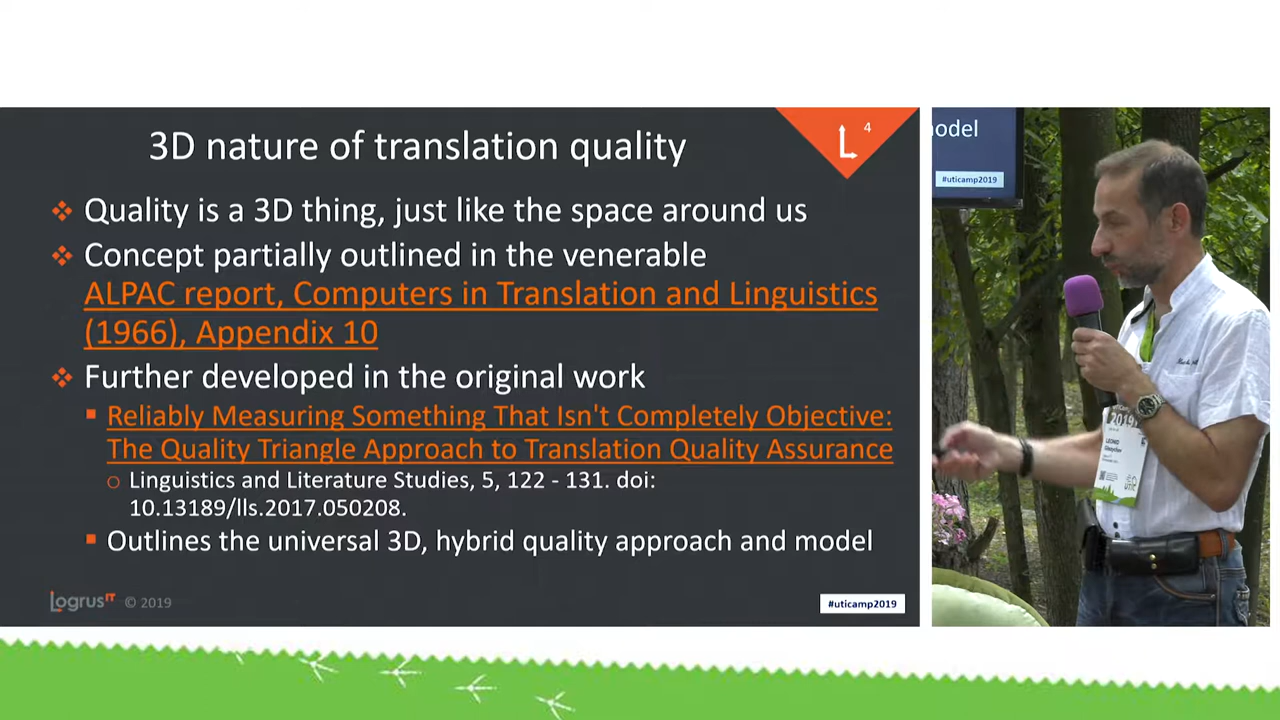 3D nature of translation quality
4
Quality is a 3D thing, just like the space around us
Concept partially outlined in the venerable
ALPAC report, Computers in Translation and Linguistics
(1966), Appendix 10
Further developed in the original work
Reliably Measuring Something That Isn't Completely Objective:
The Quality Triangle Approach to Translation Quality Assurance
Linguistics and Literature Studies, 5, 122 - 131. doi:
10.13189/lls.2017.050208.
Outlines the universal 3D, hybrid quality approach and model
LogrusIT © 2019
#uticamp2019
odel
#uticamp2019
2019